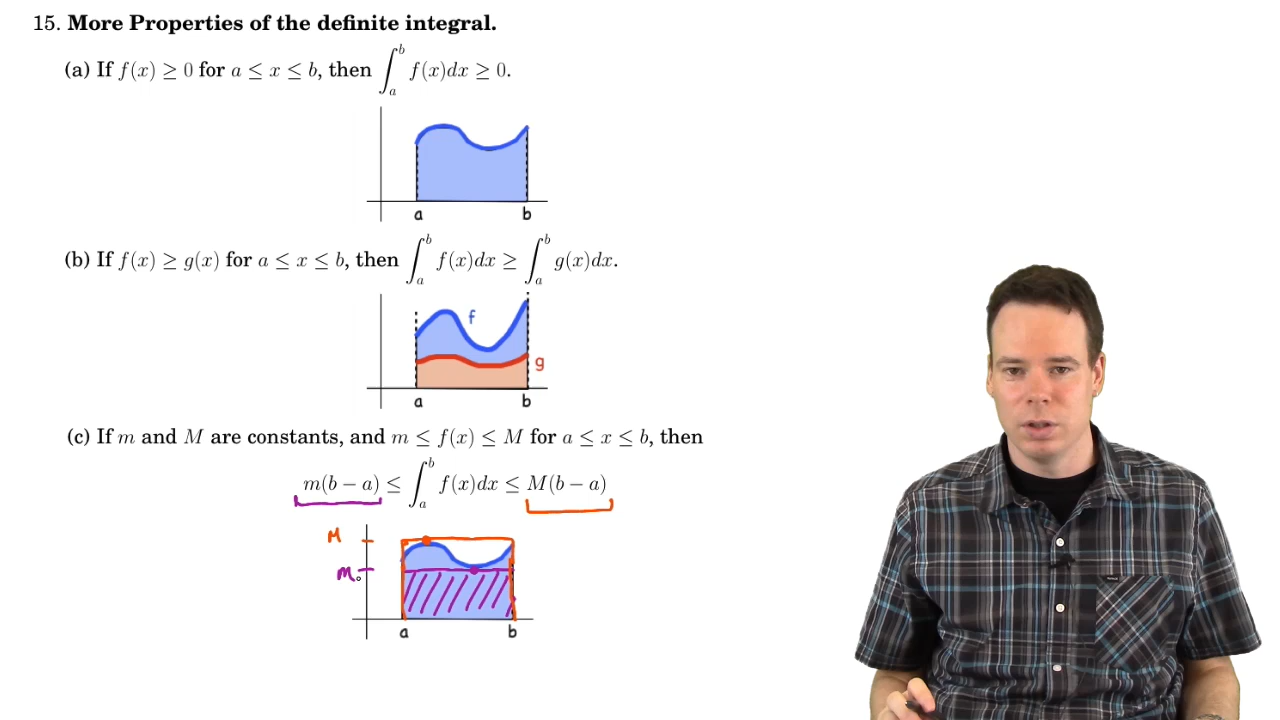 15. More Properties of the definite integral.
(a) If f(x) ≥ 0 for a ≤ x ≤ b, then ∫_a^b f(x)dx ≥ 0.
a b
(b) If f(x) ≥ g(x) for a ≤ x ≤ b, then ∫_a^b f(x)dx ≥ ∫_a^b g(x)dx.
f
g
a b
(c) If m and M are constants, and m ≤ f(x) ≤ M for a ≤ x ≤ b, then
m(b − a) ≤ ∫_a^b f(x)dx ≤ M(b − a)
M
m
a b